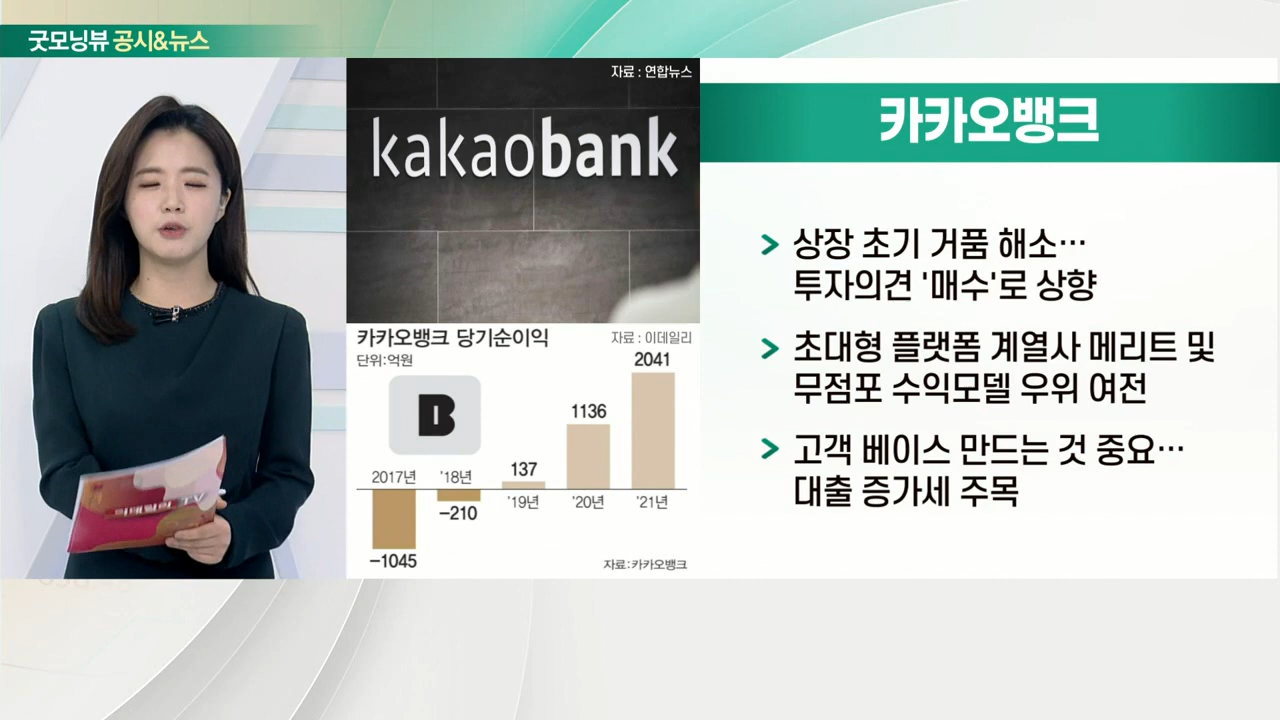 굿모닝뷰 공시&뉴스
자료 : 연합뉴스
kakaobank
카카오뱅크 당기순이익
자료 : 이데일리
단위:억원
2041
1136
137
2017년
'18년
'19년
'20년
'21년
-210
-1045
자료:카카오뱅크
카카오뱅크
상장 초기 거품 해소…
투자의견 '매수'로 상향
초대형 플랫폼 계열사 메리트 및
무점포 수익모델 우위 여전
고객 베이스 만드는 것 중요…
대출 증가세 주목